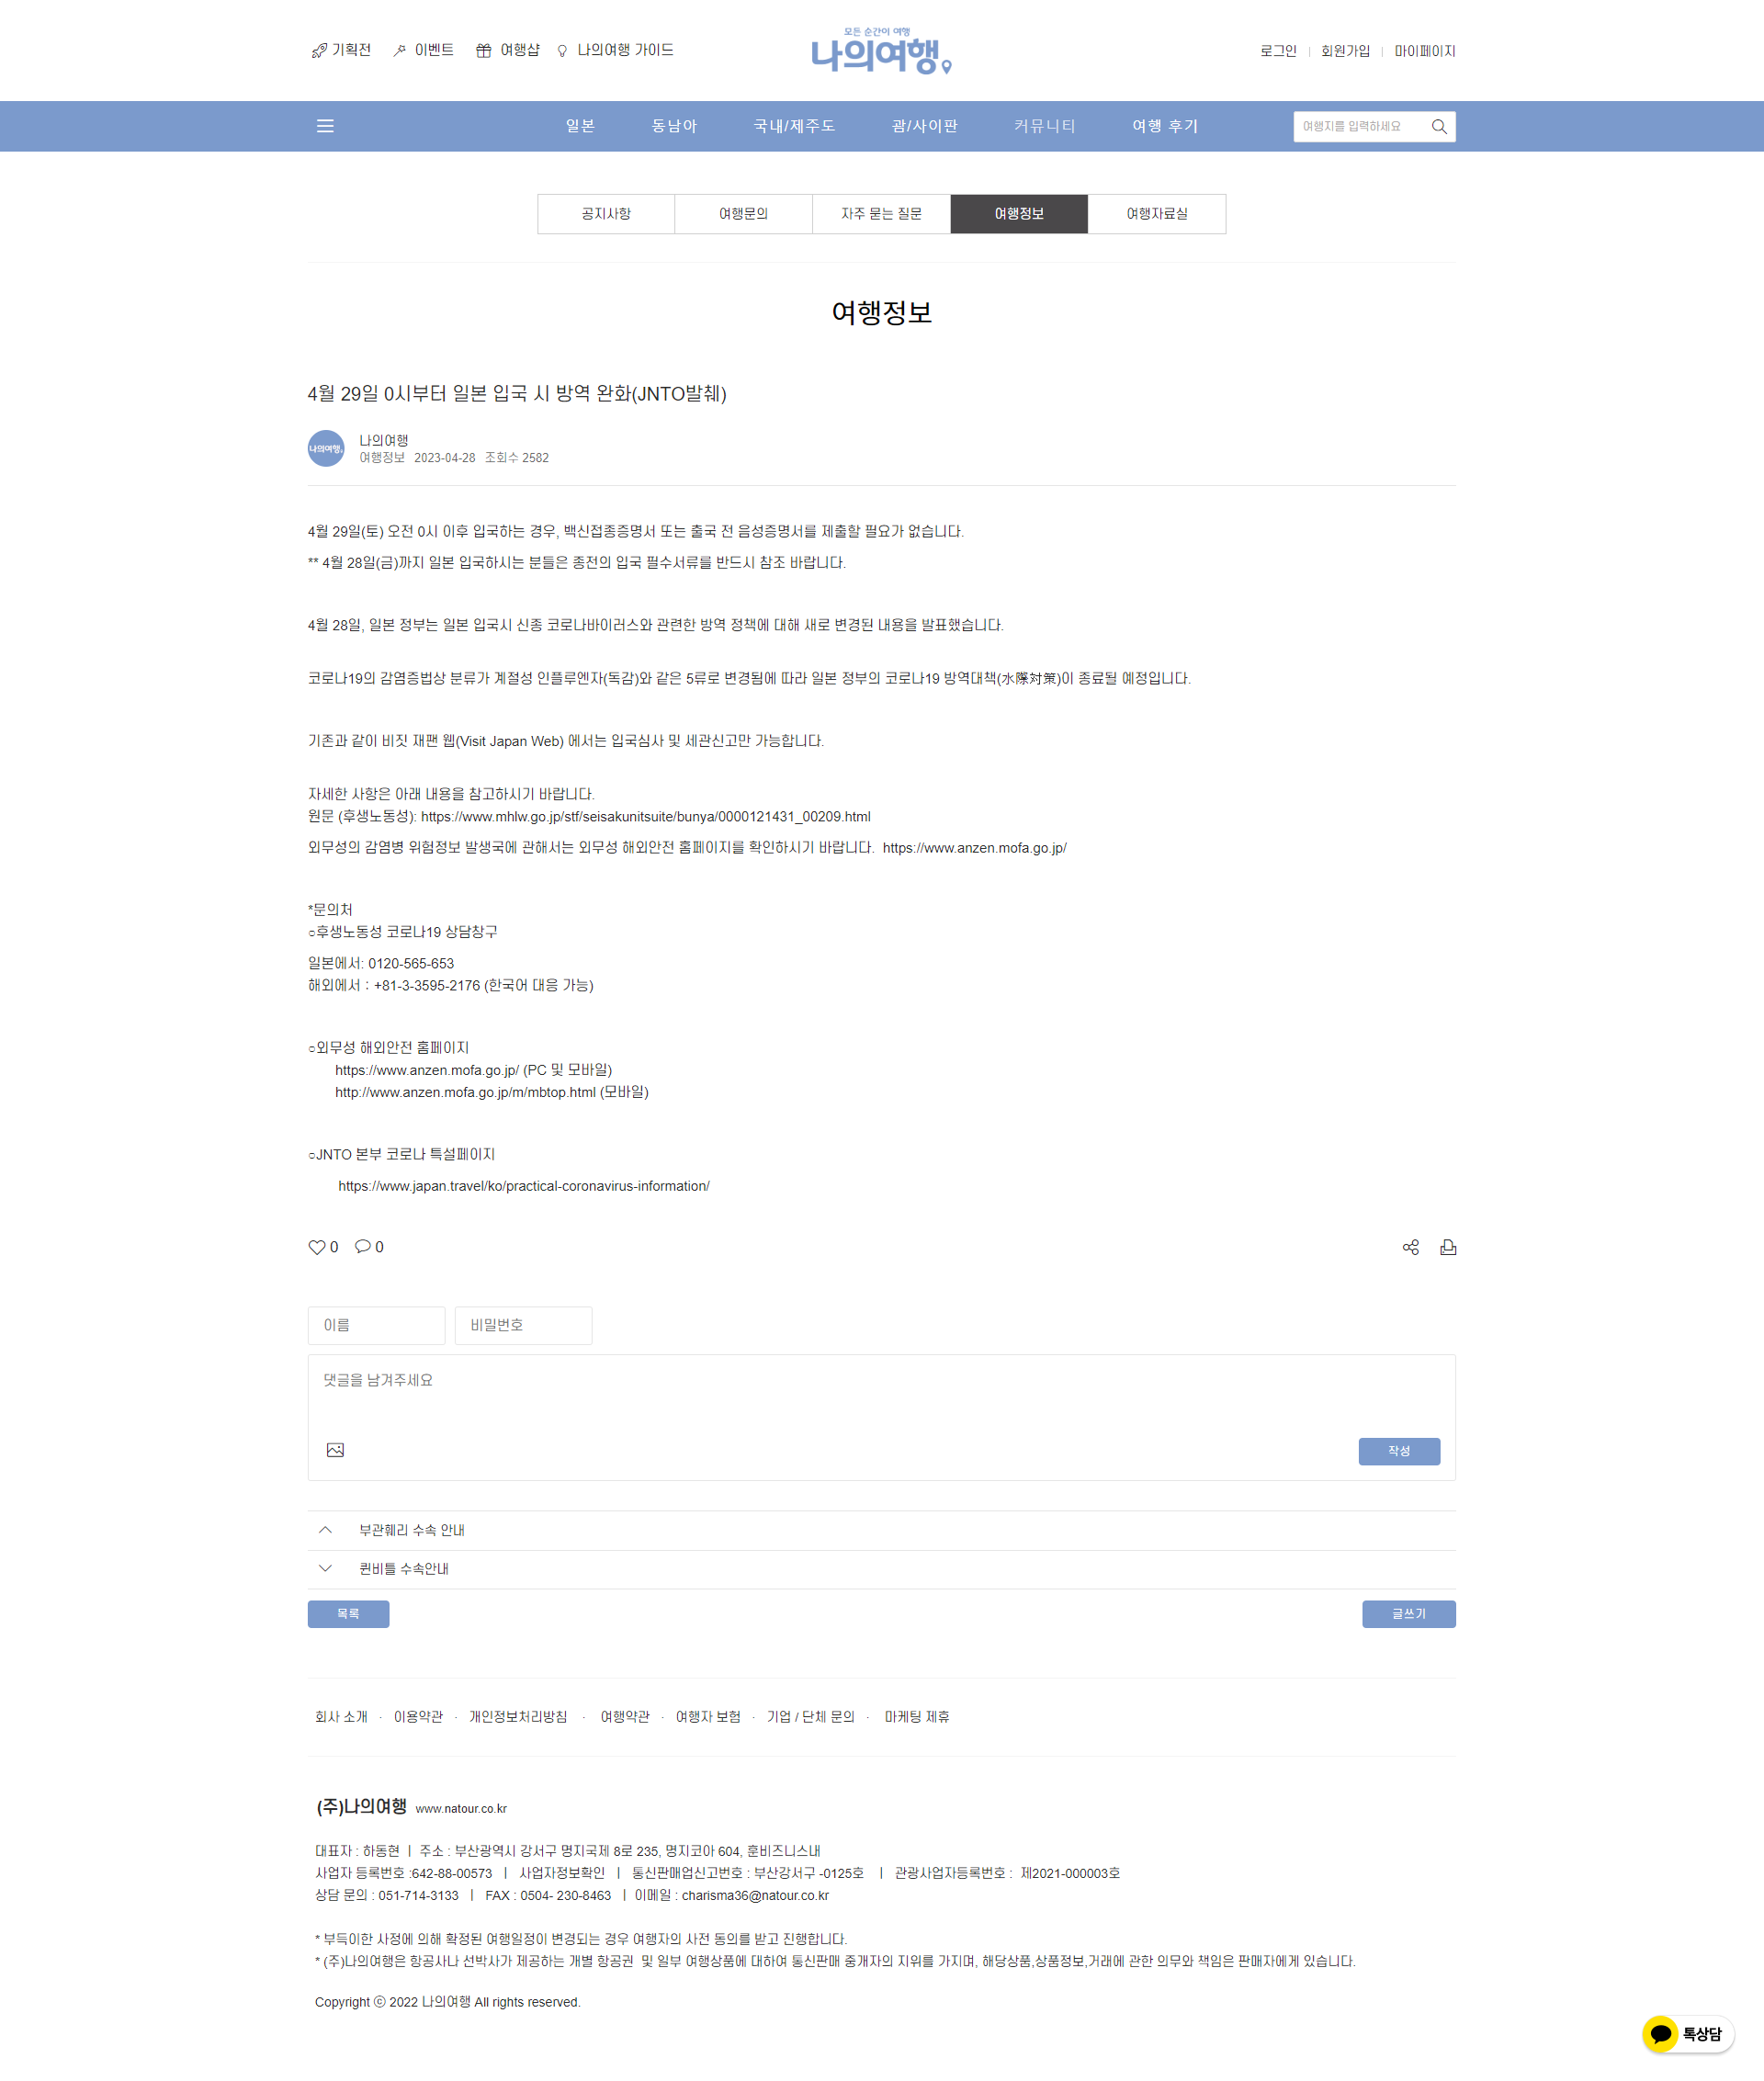 기획전
이벤트
여행샵
나의여행 가이드
모든 순간이 여행
나의여행
로그인
회원가입
마이페이지
일본
동남아
국내/제주도
괌/사이판
커뮤니티
여행 후기
여행지를 입력하세요
공지사항
여행문의
자주 묻는 질문
여행정보
여행자료실
여행정보
4월 29일 0시부터 일본 입국 시 방역 완화(JNTO발췌)
나의여행
나의여행
여행정보 2023-04-28 조회수 2582
4월 29일(토) 오전 0시 이후 입국하는 경우, 백신접종증명서 또는 출국 전 음성증명서를 제출할 필요가 없습니다.
** 4월 28일(금)까지 일본 입국하시는 분들은 종전의 입국 필수서류를 반드시 참조 바랍니다.
4월 28일, 일본 정부는 일본 입국시 신종 코로나바이러스와 관련한 방역 정책에 대해 새로 변경된 내용을 발표했습니다.
코로나19의 감염증법상 분류가 계절성 인플루엔자(독감)와 같은 5류로 변경됨에 따라 일본 정부의 코로나19 방역대책(水際対策)이 종료될 예정입니다.
기존과 같이 비짓 재팬 웹(Visit Japan Web) 에서는 입국심사 및 세관신고만 가능합니다.
자세한 사항은 아래 내용을 참고하시기 바랍니다.
원문 (후생노동성): https://www.mhlw.go.jp/stf/seisakunitsuite/bunya/0000121431_00209.html
외무성의 감염병 위험정보 발생국에 관해서는 외무성 해외안전 홈페이지를 확인하시기 바랍니다. https://www.anzen.mofa.go.jp/
*문의처
○후생노동성 코로나19 상담창구
일본에서: 0120-565-653
해외에서 : +81-3-3595-2176 (한국어 대응 가능)
○외무성 해외안전 홈페이지
https://www.anzen.mofa.go.jp/ (PC 및 모바일)
http://www.anzen.mofa.go.jp/m/mbtop.html (모바일)
○JNTO 본부 코로나 특설페이지
https://www.japan.travel/ko/practical-coronavirus-information/
0 0
이름
비밀번호
댓글을 남겨주세요
작성
부관훼리 수속 안내
퀸비틀 수속안내
목록
글쓰기
회사 소개 · 이용약관 · 개인정보처리방침 · 여행약관 · 여행자 보험 · 기업 / 단체 문의 · 마케팅 제휴
(주)나의여행 www.natour.co.kr
대표자 : 하동현 ㅣ 주소 : 부산광역시 강서구 명지국제 8로 235, 명지코아 604, 훈비즈니스내
사업자 등록번호 :642-88-00573 ㅣ 사업자정보확인 ㅣ 통신판매업신고번호 : 부산강서구 -0125호 ㅣ 관광사업자등록번호 : 제2021-000003호
상담 문의 : 051-714-3133 ㅣ FAX : 0504- 230-8463 ㅣ 이메일 : charisma36@natour.co.kr
* 부득이한 사정에 의해 확정된 여행일정이 변경되는 경우 여행자의 사전 동의를 받고 진행합니다.
* (주)나의여행은 항공사나 선박사가 제공하는 개별 항공권 및 일부 여행상품에 대하여 통신판매 중개자의 지위를 가지며, 해당상품,상품정보,거래에 관한 의무와 책임은 판매자에게 있습니다.
Copyright ⓒ 2022 나의여행 All rights reserved.
톡상담